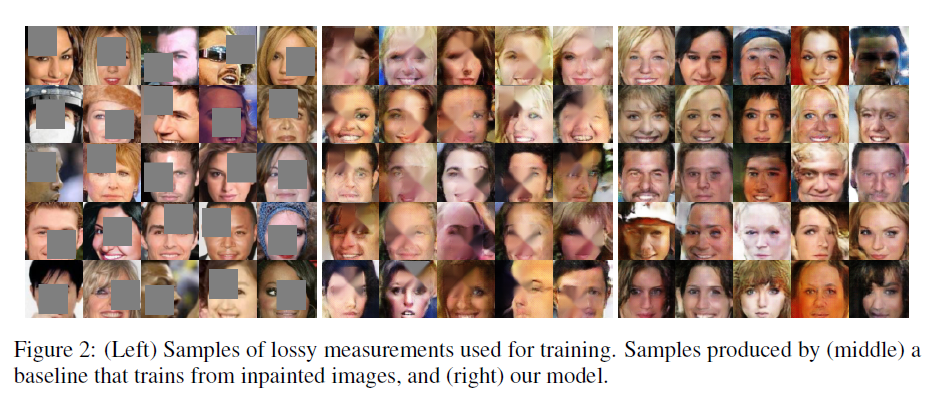 Figure 2: (Left) Samples of lossy measurements used for training. Samples produced by (middle) a
baseline that trains from inpainted images, and (right) our model.